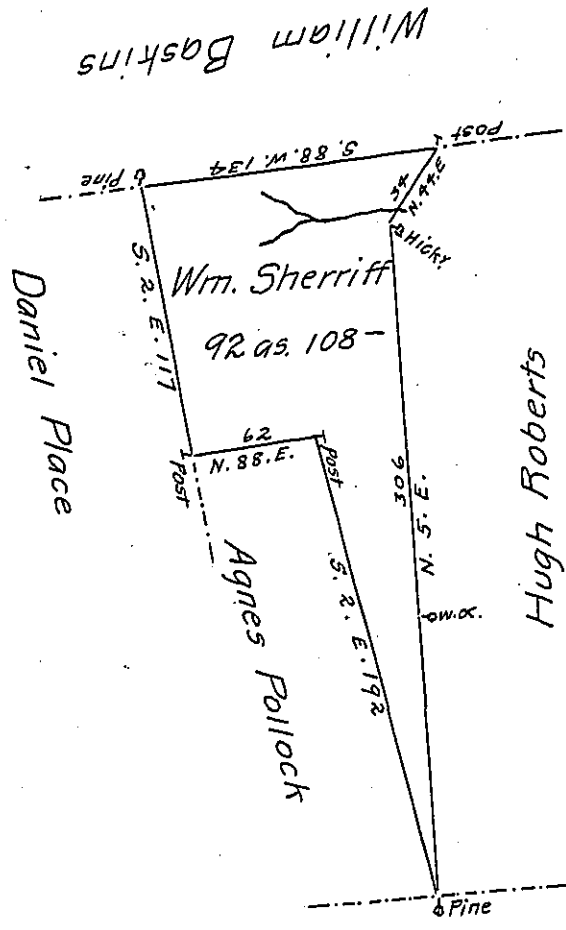 William Baskins
Post
S. 88. W. 134
Pine
34
N. 44. E
Hicky.
Wm. Sherriff
92 as. 108 -
S. 2. E. 117
Daniel Place
62
N. 88. E.
Post
Post
306
N. 5. E.
Hugh Roberts
Agnes Pollock
S. 2. E. 192
w.o.
Pine